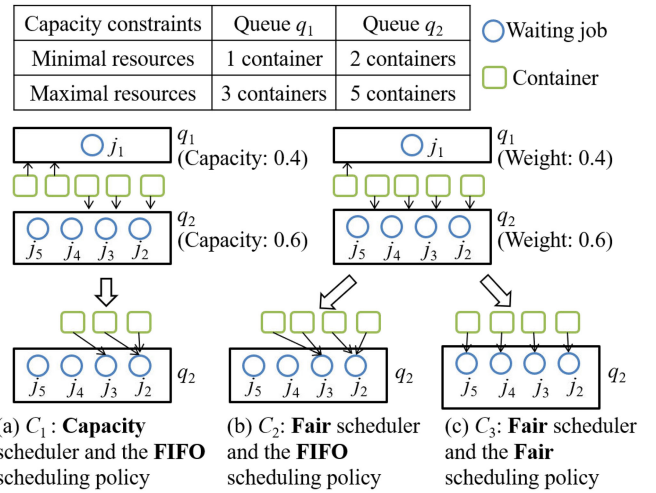 Capacity constraints Queue q1 Queue q2
Minimal resources 1 container 2 containers
Maximal resources 3 containers 5 containers
Waiting job
Container
j1 q1
(Capacity: 0.4)
q2
(Capacity: 0.6)
j5 j4 j3 j2
j1 q1
(Weight: 0.4)
q2
(Weight: 0.6)
j5 j4 j3 j2
j5 j4 j3 j2 q2
j5 j4 j3 j2 q2
j5 j4 j3 j2 q2
(a) C1: Capacity
scheduler and the FIFO
scheduling policy
(b) C2: Fair scheduler
and the FIFO
scheduling policy
(c) C3: Fair scheduler
and the Fair
scheduling policy